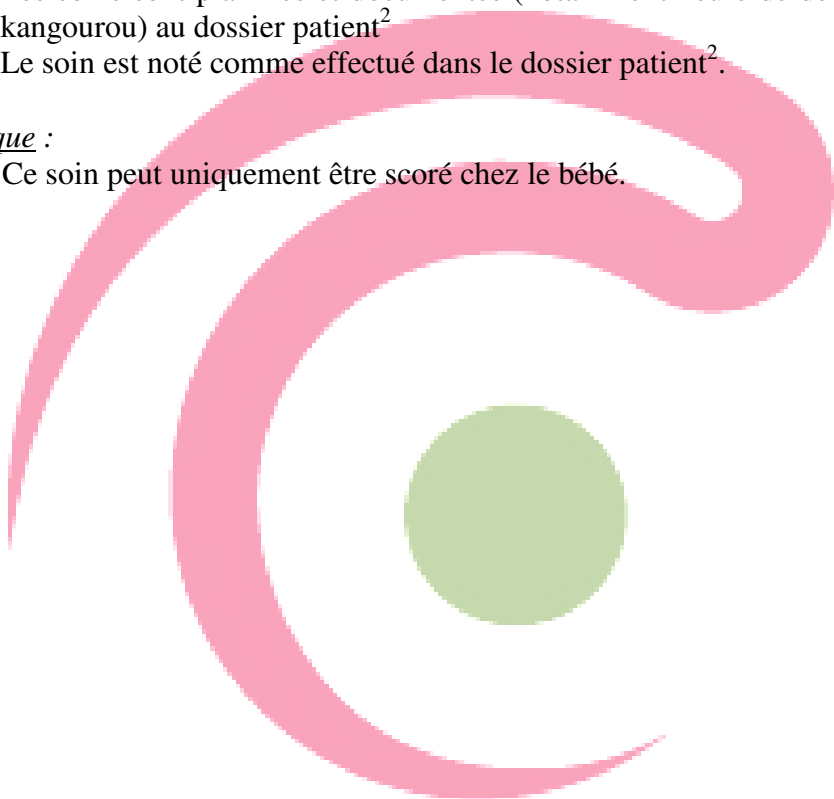 kangourou) au dossier patient²
Le soin est noté comme effectué dans le dossier patient².
que :
Ce soin peut uniquement être scoré chez le bébé.